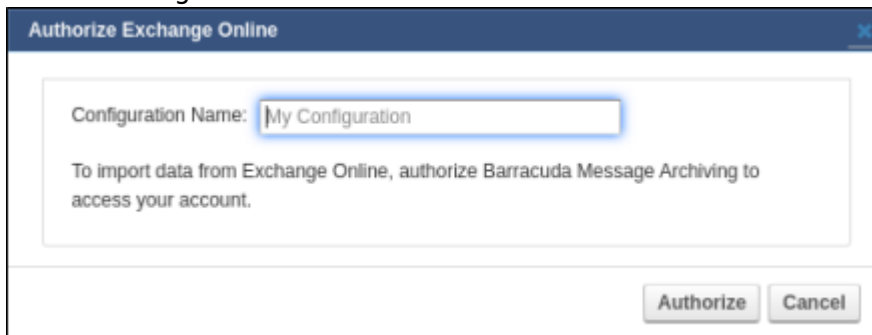 Authorize Exchange Online
Configuration Name: My Configuration
To import data from Exchange Online, authorize Barracuda Message Archiving to
access your account.
Authorize Cancel